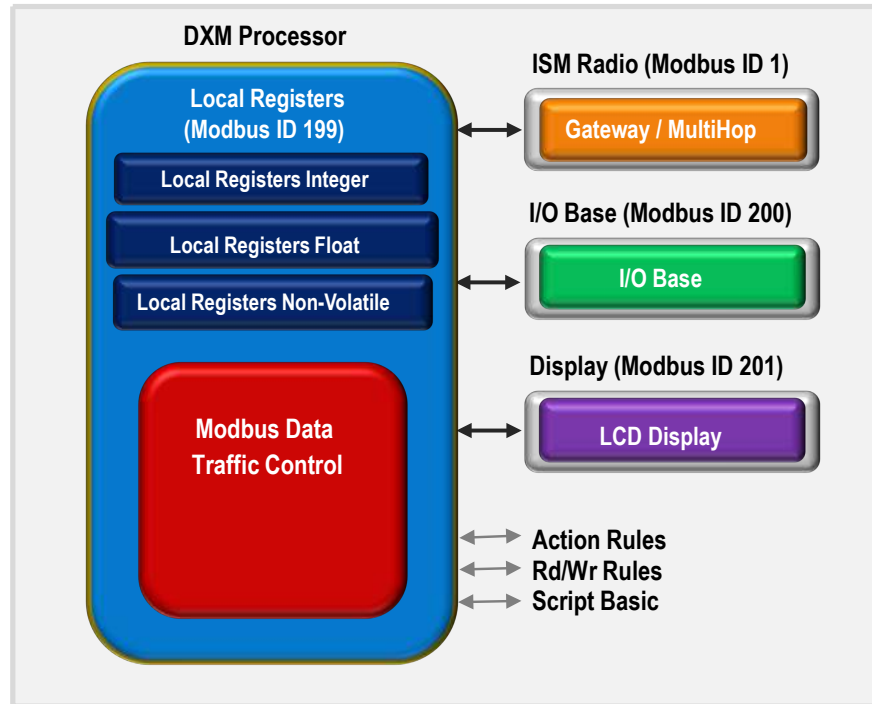 DXM Processor
Local Registers
(Modbus ID 199)
Local Registers Integer
Local Registers Float
Local Registers Non-Volatile
Modbus Data
Traffic Control
ISM Radio (Modbus ID 1)
Gateway / MultiHop
I/O Base (Modbus ID 200)
I/O Base
Display (Modbus ID 201)
LCD Display
Action Rules
Rd/Wr Rules
Script Basic